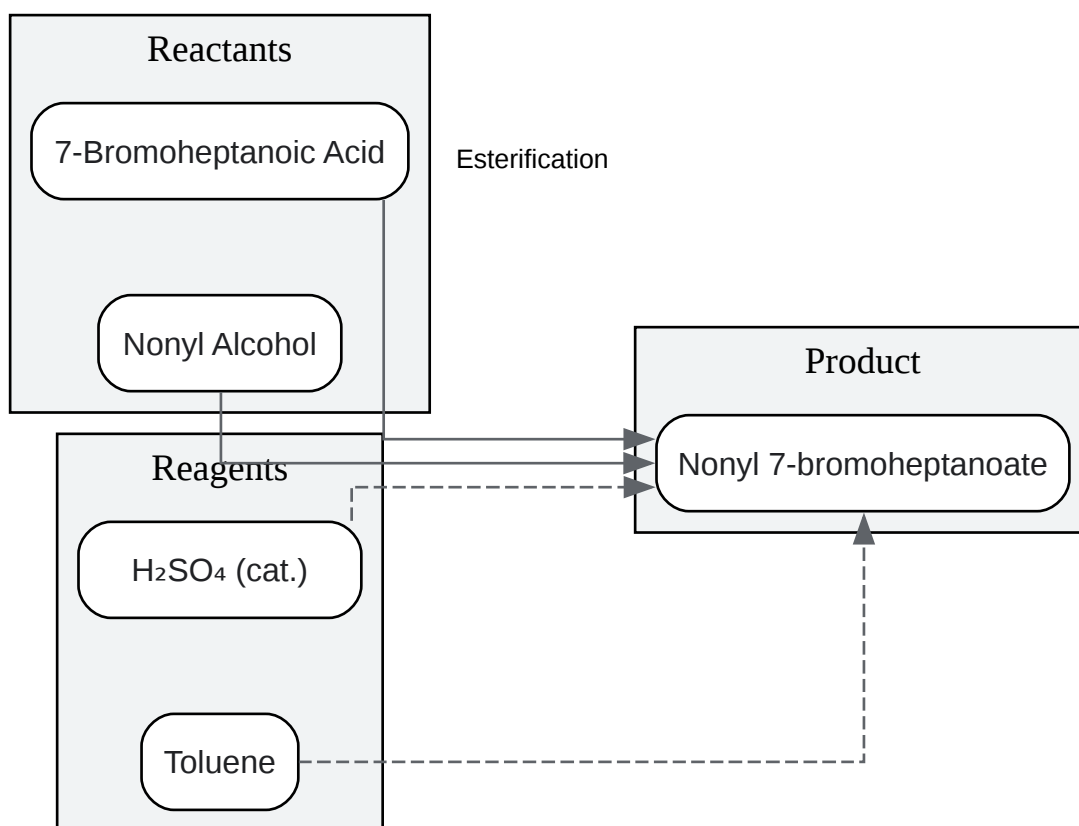 Reactants
7-Bromoheptanoic Acid
Esterification
Nonyl Alcohol
Product
Nonyl 7-bromoheptanoate
Reagents
H₂SO₄ (cat.)
Toluene